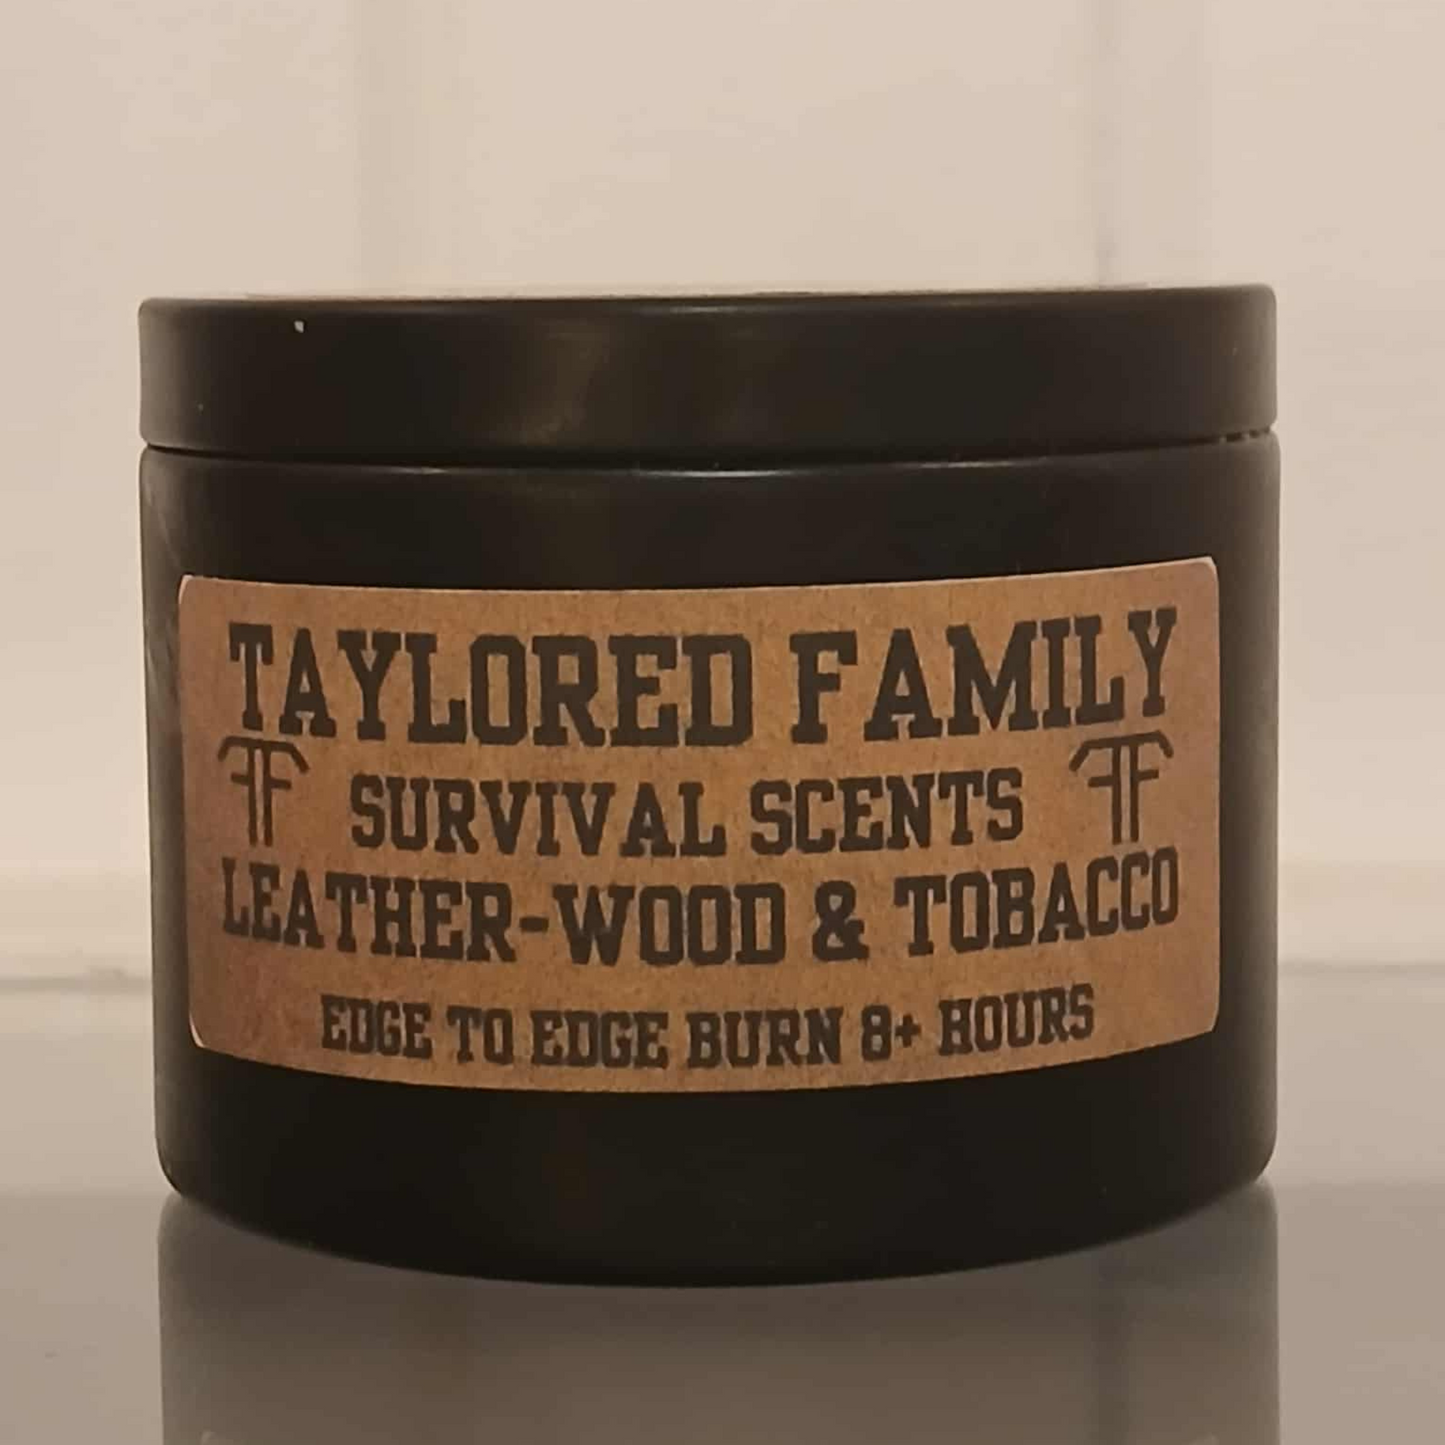 TAYLORED FAMILY
SURVIVAL SCENTS
LEATHER-WOOD & TOBACCO
EDGE TO EDGE BURN 8+ HOURS